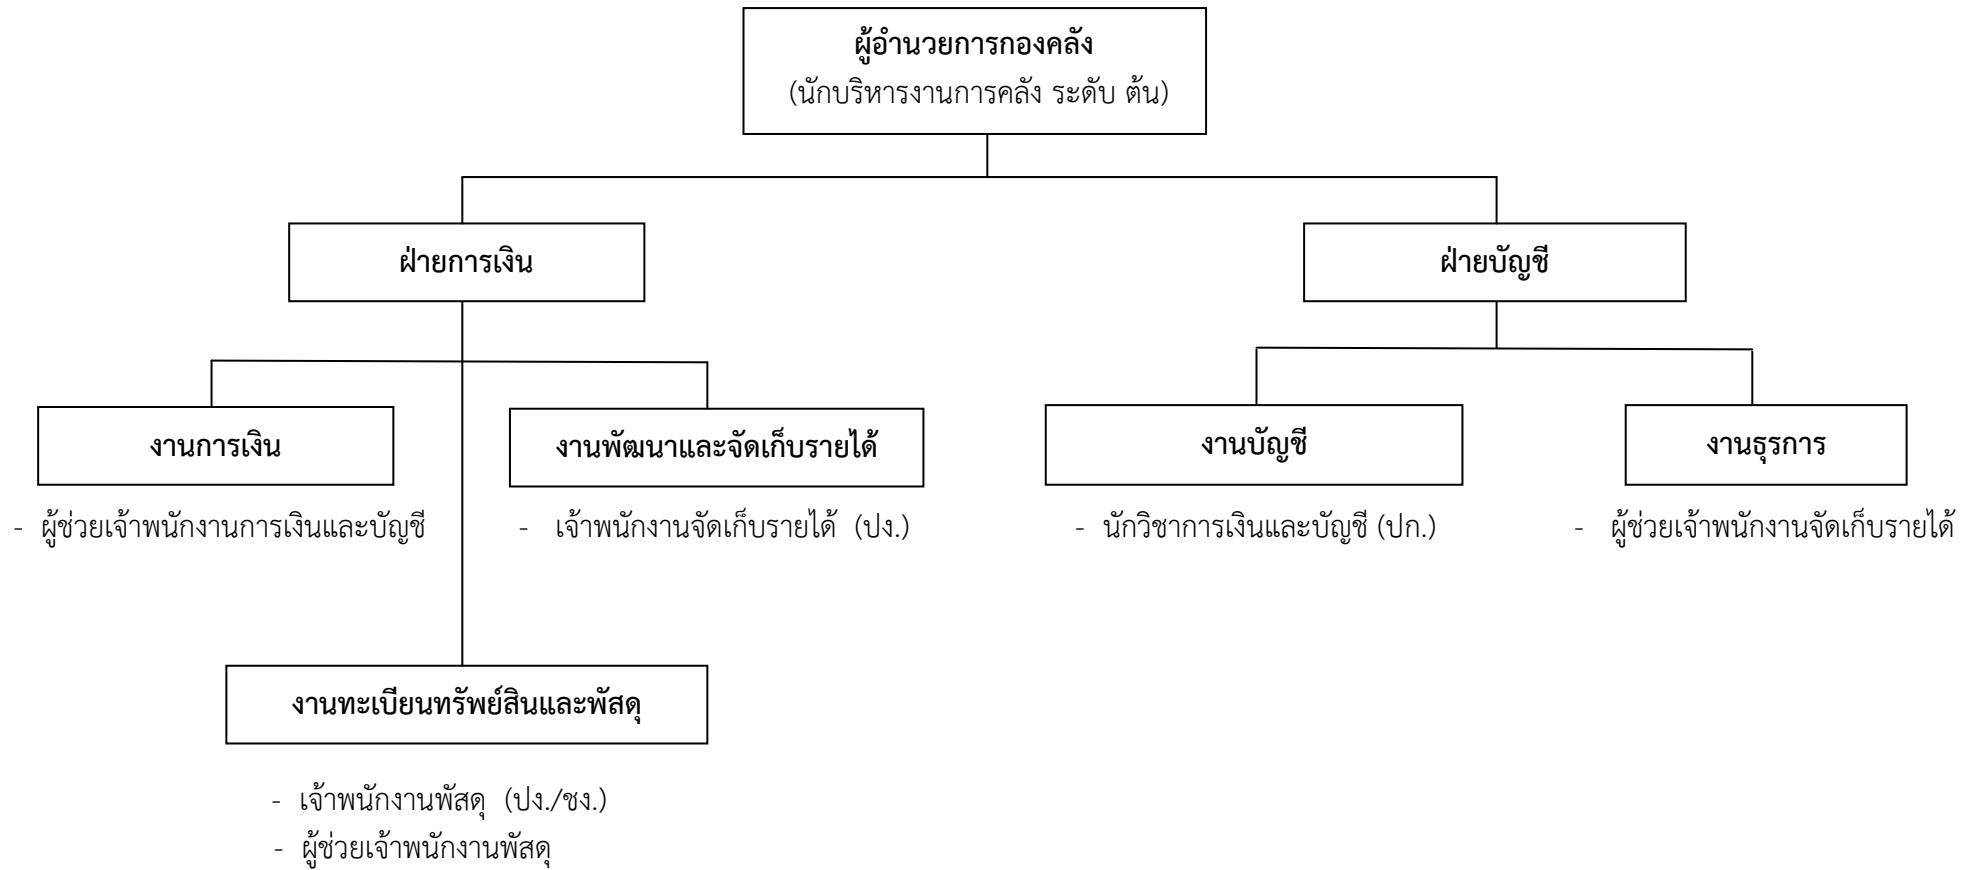 ผู้อำนวยการกองคลัง
(นักบริหารงานการคลัง ระดับ ต้น)
ฝ่ายการเงิน
ฝ่ายบัญชี
งานการเงิน
งานพัฒนาและจัดเก็บรายได้
งานบัญชี
งานธุรการ
- ผู้ช่วยเจ้าพนักงานการเงินและบัญชี
- เจ้าพนักงานจัดเก็บรายได้ (ปง.)
- นักวิชาการเงินและบัญชี (ปก.)
- ผู้ช่วยเจ้าพนักงานจัดเก็บรายได้
งานทะเบียนทรัพย์สินและพัสดุ
- เจ้าพนักงานพัสดุ (ปง./ชง.)
- ผู้ช่วยเจ้าพนักงานพัสดุ